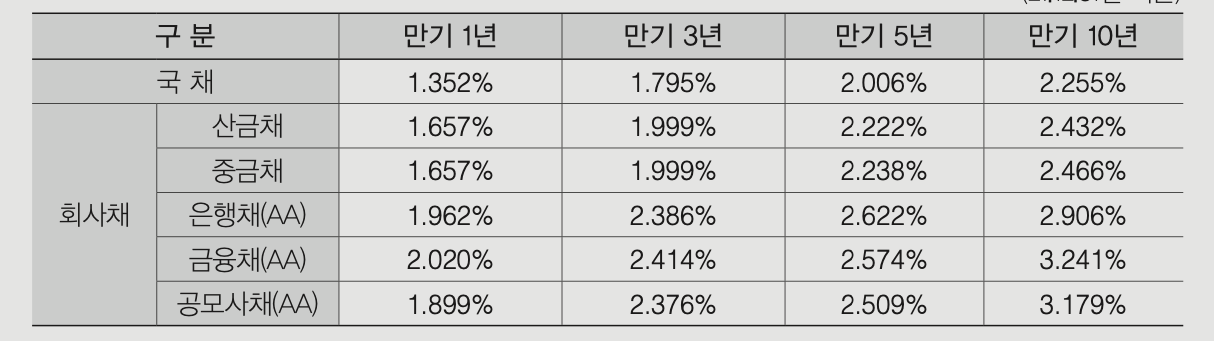 구 분 만기 1년 만기 3년 만기 5년 만기 10년
국 채 1.352% 1.795% 2.006% 2.255%
회사채 산금채 1.657% 1.999% 2.222% 2.432%
중금채 1.657% 1.999% 2.238% 2.466%
은행채(AA) 1.962% 2.386% 2.622% 2.906%
금융채(AA) 2.020% 2.414% 2.574% 3.241%
공모사채(AA) 1.899% 2.376% 2.509% 3.179%